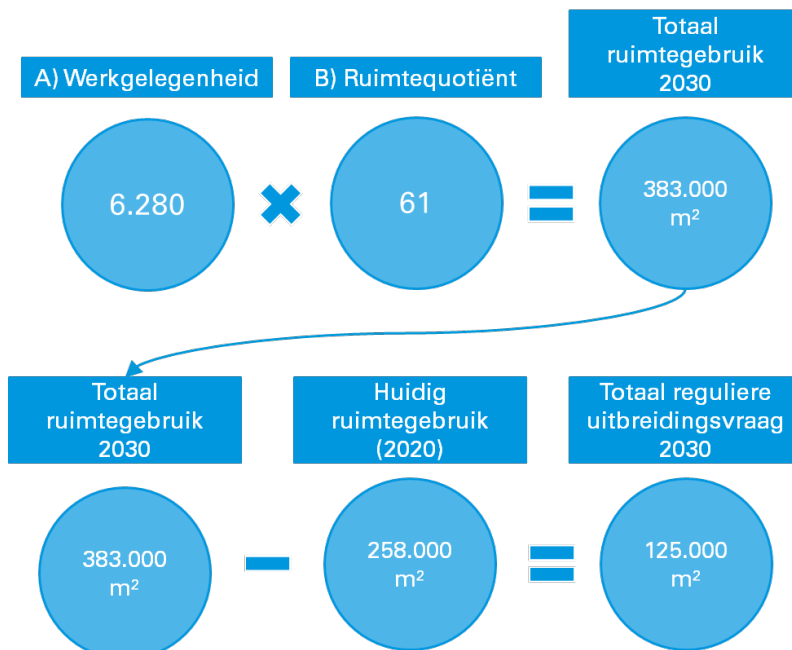 A) Werkgelegenheid
B) Ruimtequotiënt
Totaal
ruimtegebruik
2030
6.280
61
383.000
m²
Totaal
ruimtegebruik
2030
Huidig
ruimtegebruik
(2020)
Totaal reguliere
uitbreidingsvraag
2030
383.000
m²
258.000
m²
125.000
m²